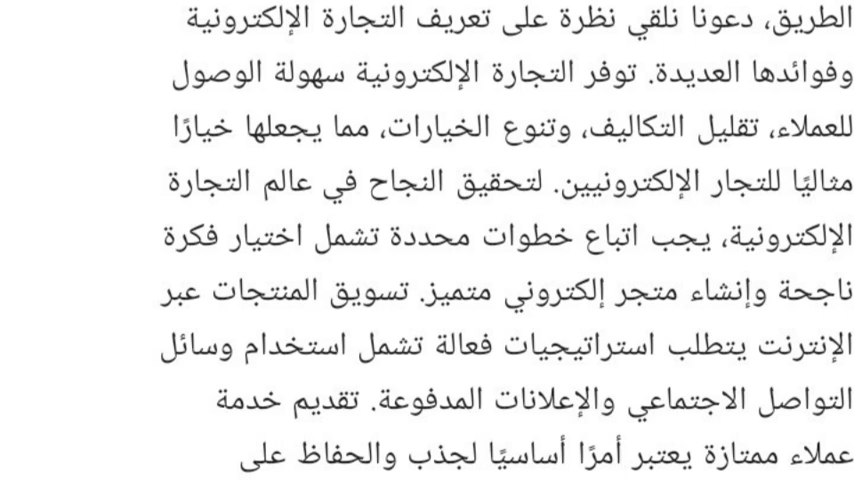 الطريق، دعونا نلقي نظرة على تعريف التجارة الإلكترونية
وفوائدها العديدة. توفر التجارة الإلكترونية سهولة الوصول
للعملاء، تقليل التكاليف، وتنوع الخيارات، مما يجعلها خيارًا
مثاليًا للتجار الإلكترونيين. لتحقيق النجاح في عالم التجارة
الإلكترونية، يجب اتباع خطوات محددة تشمل اختيار فكرة
ناجحة وإنشاء متجر إلكتروني متميز. تسويق المنتجات عبر
الإنترنت يتطلب استراتيجيات فعالة تشمل استخدام وسائل
التواصل الاجتماعي والإعلانات المدفوعة. تقديم خدمة
عملاء ممتازة يعتبر أمرًا أساسيًا لجذب والحفاظ على